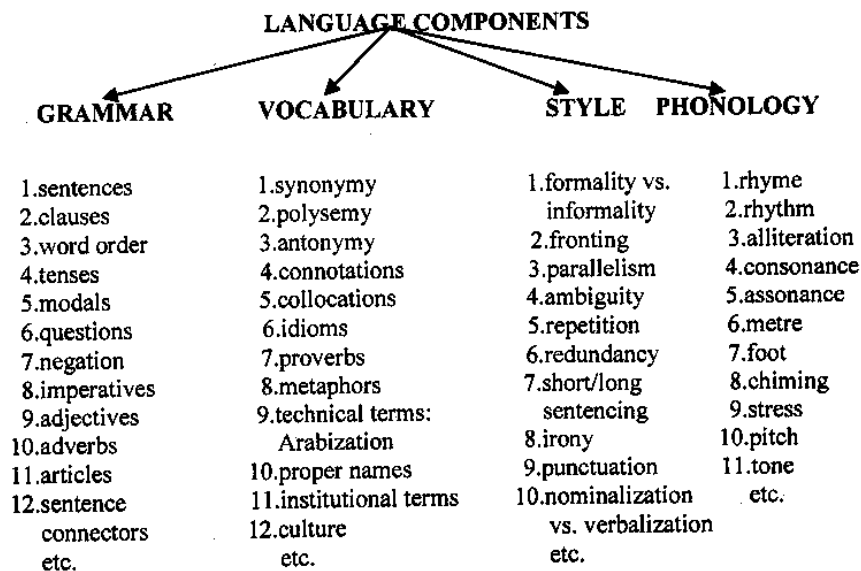 LANGUAGE COMPONENTS
GRAMMAR
1.sentences
2.clauses
3.word order
4.tenses
5.modals
6.questions
7.negation
8.imperatives
9.adjectives
10.adverbs
11.articles
12.sentence
connectors
etc.
VOCABULARY
1.synonymy
2.polysemy
3.antonymy
4.connotations
5.collocations
6.idioms
7.proverbs
8.metaphors
9.technical terms:
Arabization
10.proper names
11.institutional terms
12.culture
etc.
STYLE
1.formality vs.
informality
2.fronting
3.parallelism
4.ambiguity
5.repetition
6.redundancy
7.short/long
sentencing
8.irony
9.punctuation
10.nominalization
vs. verbalization
etc.
PHONOLOGY
1.rhyme
2.rhythm
3.alliteration
4.consonance
5.assonance
6.metre
7.foot
8.chiming
9.stress
10.pitch
11.tone
etc.